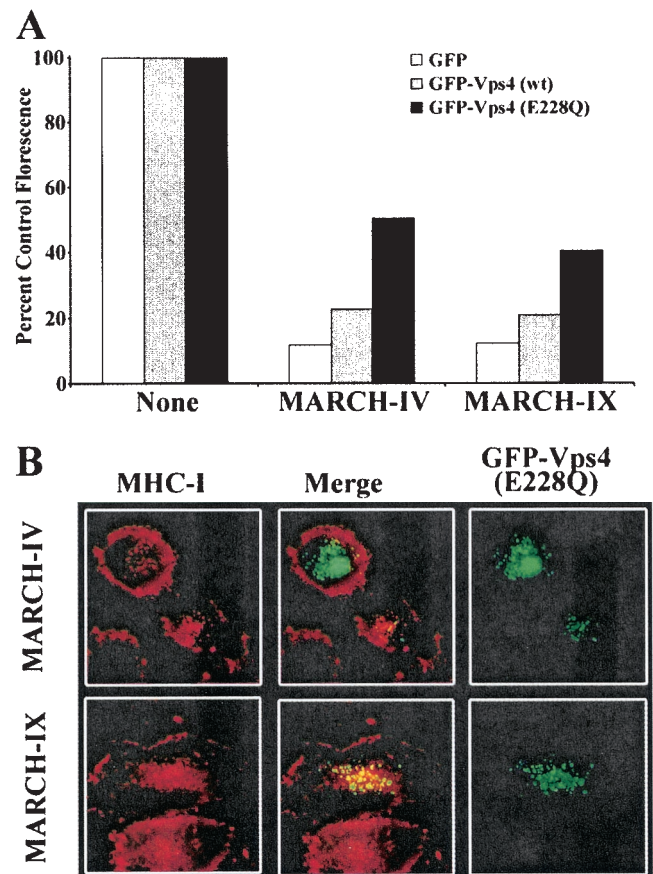 A
Percent Control Florescence
100
80
60
40
20
0
GFP
GFP-Vps4 (wt)
GFP-Vps4 (E228Q)
None
MARCH-IV
MARCH-IX
B
MHC-I
Merge
GFP-Vps4
(E228Q)
MARCH-IV
MARCH-IX